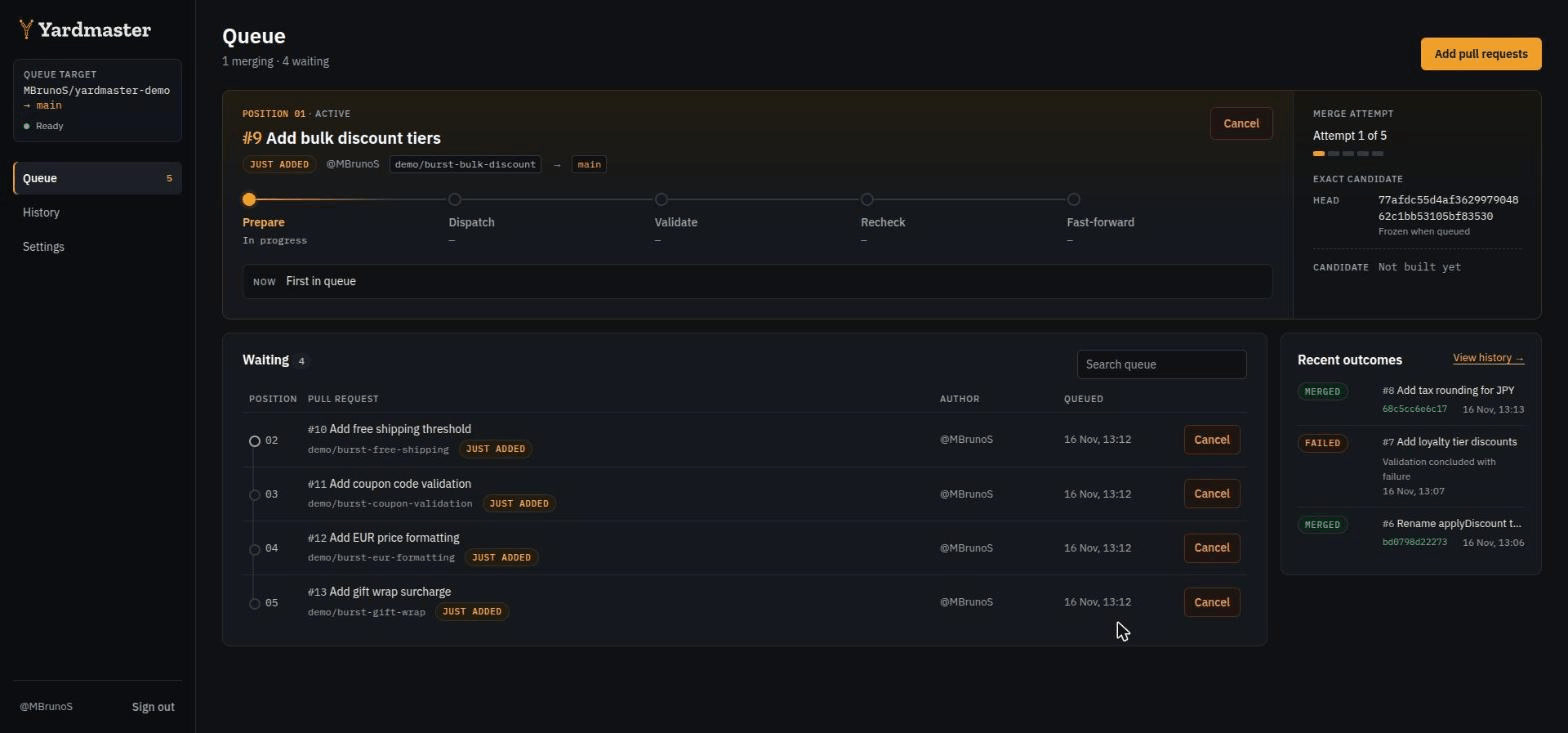 Yardmaster
QUEUE TARGET
MBrunoS/yardmaster-demo
→ main
Ready
Queue 5
History
Settings
@MBrunoS Sign out
Queue
1 merging · 4 waiting
Add pull requests
POSITION 01 · ACTIVE
#9 Add bulk discount tiers
Cancel
JUST ADDED @MBrunoS demo/burst-bulk-discount → main
Prepare Dispatch Validate Recheck Fast-forward
In progress — — — —
NOW First in queue
MERGE ATTEMPT
Attempt 1 of 5
EXACT CANDIDATE
HEAD 77afdc55d4af3629979048
62c1bb53105bf83530
Frozen when queued
CANDIDATE Not built yet
Waiting 4
Search queue
POSITION PULL REQUEST AUTHOR QUEUED
02 #10 Add free shipping threshold @MBrunoS 16 Nov, 13:12 Cancel
demo/burst-free-shipping JUST ADDED
03 #11 Add coupon code validation @MBrunoS 16 Nov, 13:12 Cancel
demo/burst-coupon-validation JUST ADDED
04 #12 Add EUR price formatting @MBrunoS 16 Nov, 13:12 Cancel
demo/burst-eur-formatting JUST ADDED
05 #13 Add gift wrap surcharge @MBrunoS 16 Nov, 13:12 Cancel
demo/burst-gift-wrap JUST ADDED
Recent outcomes View history →
MERGED #8 Add tax rounding for JPY
68c5cc6e6c17 16 Nov, 13:13
FAILED #7 Add loyalty tier discounts
Validation concluded with
failure
16 Nov, 13:07
MERGED #6 Rename applyDiscount t…
bd0798d22273 16 Nov, 13:06